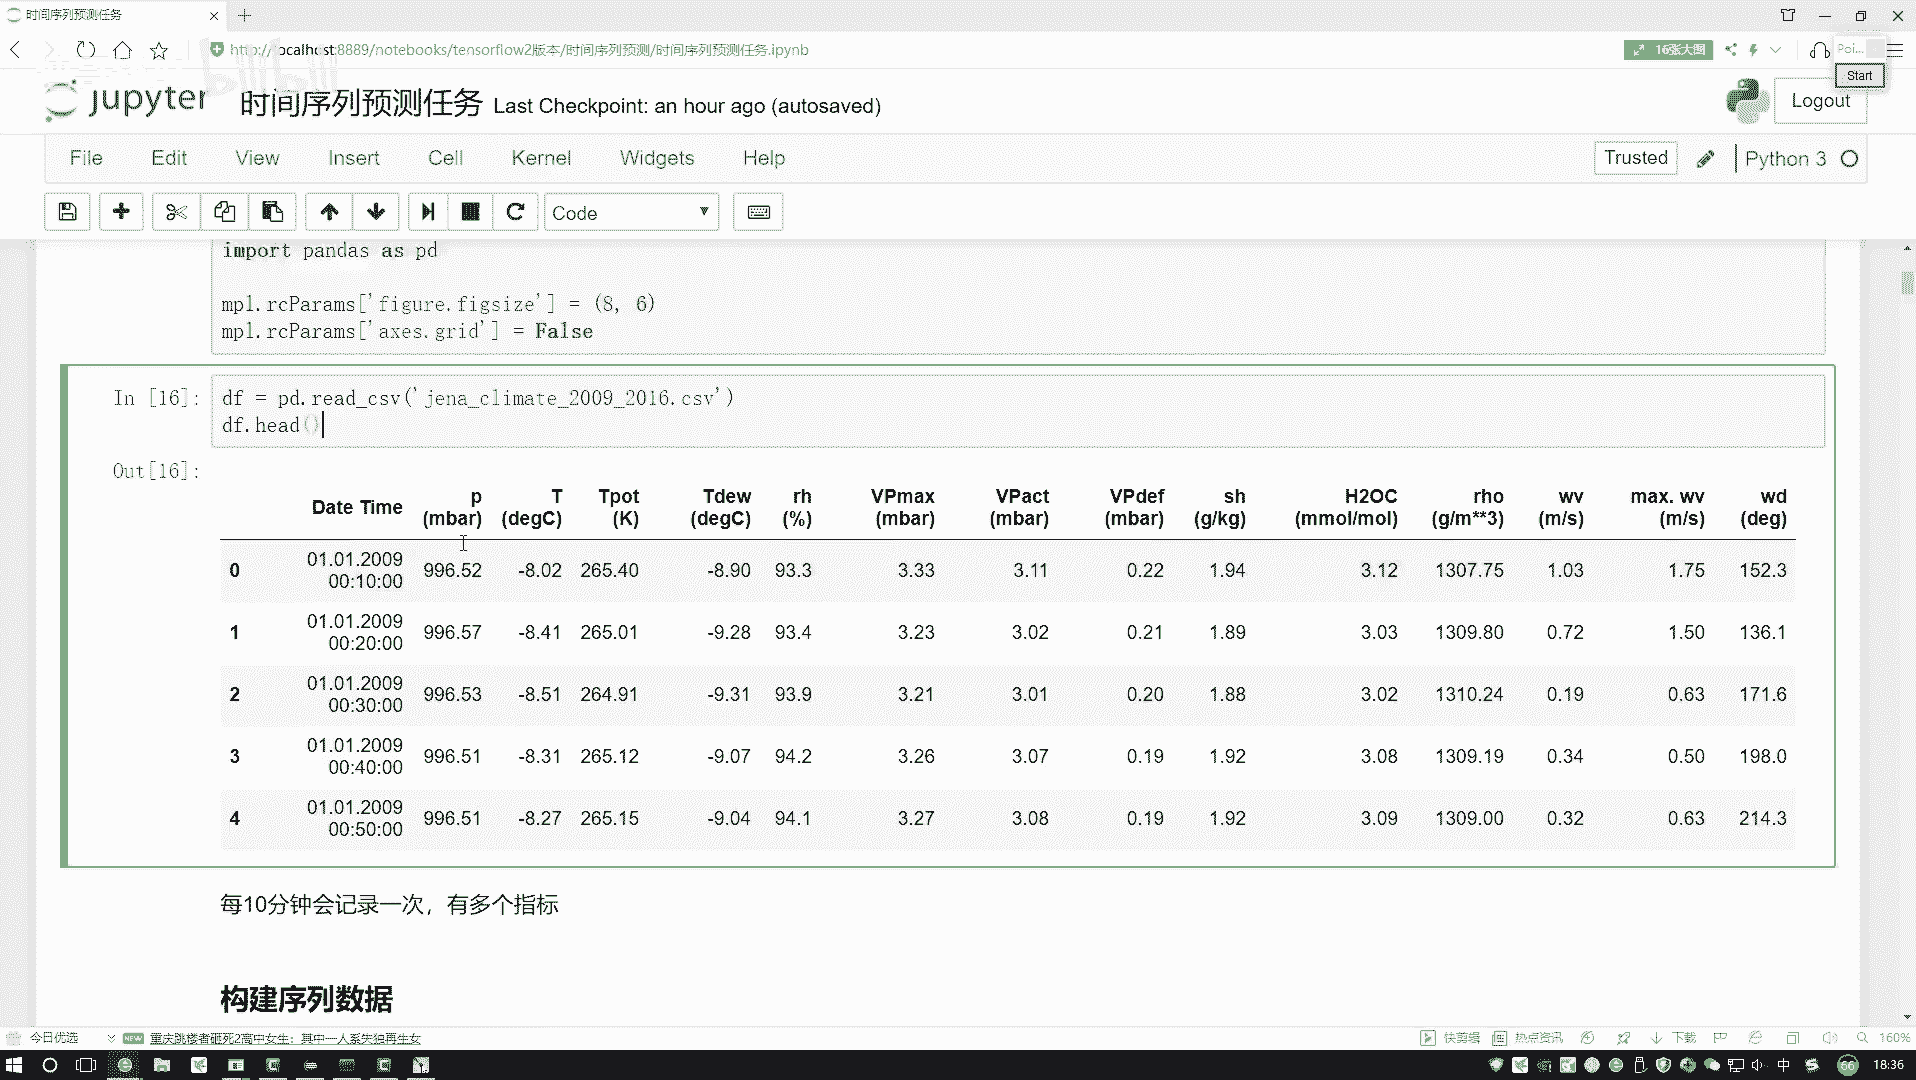 时间序列预测任务
http://localhost:8889/notebooks/tensorflow2版本/时间序列预测/时间序列预测任务.ipynb
16张大图
Poi...
Start
jupyter 时间序列预测任务 Last Checkpoint: an hour ago (autosaved)
Logout
File Edit View Insert Cell Kernel Widgets Help
Trusted
Python 3
Code
import pandas as pd
mpl.rcParams['figure.figsize'] = (8, 6)
mpl.rcParams['axes.grid'] = False
In [16]:
df = pd.read_csv('jena_climate_2009_2016.csv')
df.head()
Out[16]:
Date Time p (mbar) T (degC) Tpot (K) Tdew (degC) rh (%) VPmax (mbar) VPact (mbar) VPdef (mbar) sh (g/kg) H2OC (mmol/mol) rho (g/m**3) wv (m/s) max. wv (m/s) wd (deg)
0 01.01.2009 00:10:00 996.52 -8.02 265.40 -8.90 93.3 3.33 3.11 0.22 1.94 3.12 1307.75 1.03 1.75 152.3
1 01.01.2009 00:20:00 996.57 -8.41 265.01 -9.28 93.4 3.23 3.02 0.21 1.89 3.03 1309.80 0.72 1.50 136.1
2 01.01.2009 00:30:00 996.53 -8.51 264.91 -9.31 93.9 3.21 3.01 0.20 1.88 3.02 1310.24 0.19 0.63 171.6
3 01.01.2009 00:40:00 996.51 -8.31 265.12 -9.07 94.2 3.26 3.07 0.19 1.92 3.08 1309.19 0.34 0.50 198.0
4 01.01.2009 00:50:00 996.51 -8.27 265.15 -9.04 94.1 3.27 3.08 0.19 1.92 3.09 1309.00 0.32 0.63 214.3
每10分钟会记录一次，有多个指标
构建序列数据
今日优选
NEW
重庆跳楼者砸死2高中女生：其中一人系失独再生女
快剪辑
热点资讯
下载
160%
中
66
18:36